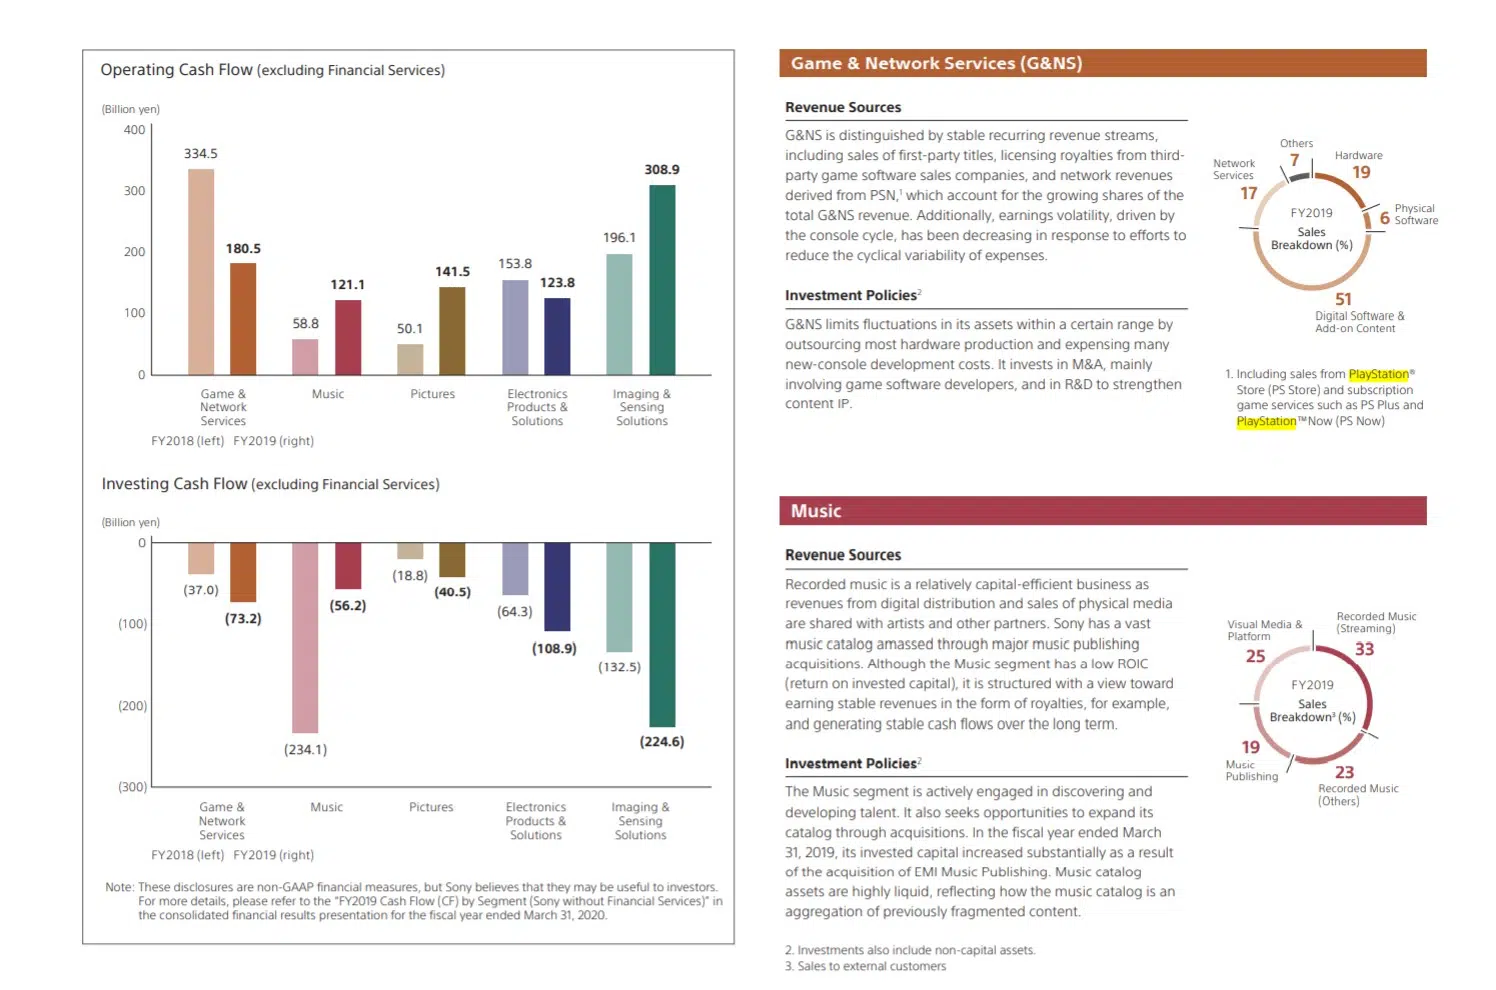 Operating Cash Flow (excluding Financial Services)
(Billion yen)
400
300
200
100
0
334.5
180.5
58.8
121.1
50.1
141.5
153.8
123.8
196.1
308.9
Game &
Network
Services
Music
Pictures
Electronics
Products &
Solutions
Imaging &
Sensing
Solutions
FY2018 (left) FY2019 (right)
Investing Cash Flow (excluding Financial Services)
(Billion yen)
0
(100)
(200)
(300)
(37.0)
(73.2)
(234.1)
(56.2)
(18.8)
(40.5)
(64.3)
(108.9)
(132.5)
(224.6)
Game &
Network
Services
Music
Pictures
Electronics
Products &
Solutions
Imaging &
Sensing
Solutions
FY2018 (left) FY2019 (right)
Note: These disclosures are non-GAAP financial measures, but Sony believes that they may be useful to investors.
For more details, please refer to the "FY2019 Cash Flow (CF) by Segment (Sony without Financial Services)" in
the consolidated financial results presentation for the fiscal year ended March 31, 2020.
Game & Network Services (G&NS)
Revenue Sources
G&NS is distinguished by stable recurring revenue streams,
including sales of first-party titles, licensing royalties from third-
party game software sales companies, and network revenues
derived from PSN,¹ which account for the growing shares of the
total G&NS revenue. Additionally, earnings volatility, driven by
the console cycle, has been decreasing in response to efforts to
reduce the cyclical variability of expenses.
Investment Policies²
G&NS limits fluctuations in its assets within a certain range by
outsourcing most hardware production and expensing many
new-console development costs. It invests in M&A, mainly
involving game software developers, and in R&D to strengthen
content IP.
Others
7
Hardware
19
Network
Services
17
Physical
Software
6
FY2019
Sales
Breakdown (%)
51
Digital Software &
Add-on Content
1. Including sales from PlayStation®
Store (PS Store) and subscription
game services such as PS Plus and
PlayStation™Now (PS Now)
Music
Revenue Sources
Recorded music is a relatively capital-efficient business as
revenues from digital distribution and sales of physical media
are shared with artists and other partners. Sony has a vast
music catalog amassed through major music publishing
acquisitions. Although the Music segment has a low ROIC
(return on invested capital), it is structured with a view toward
earning stable revenues in the form of royalties, for example,
and generating stable cash flows over the long term.
Investment Policies²
The Music segment is actively engaged in discovering and
developing talent. It also seeks opportunities to expand its
catalog through acquisitions. In the fiscal year ended March
31, 2019, its invested capital increased substantially as a result
of the acquisition of EMI Music Publishing. Music catalog
assets are highly liquid, reflecting how the music catalog is an
aggregation of previously fragmented content.
Visual Media &
Platform
25
Recorded Music
(Streaming)
33
FY2019
Sales
Breakdown³ (%)
19
Music
Publishing
23
Recorded Music
(Others)
2. Investments also include non-capital assets.
3. Sales to external customers